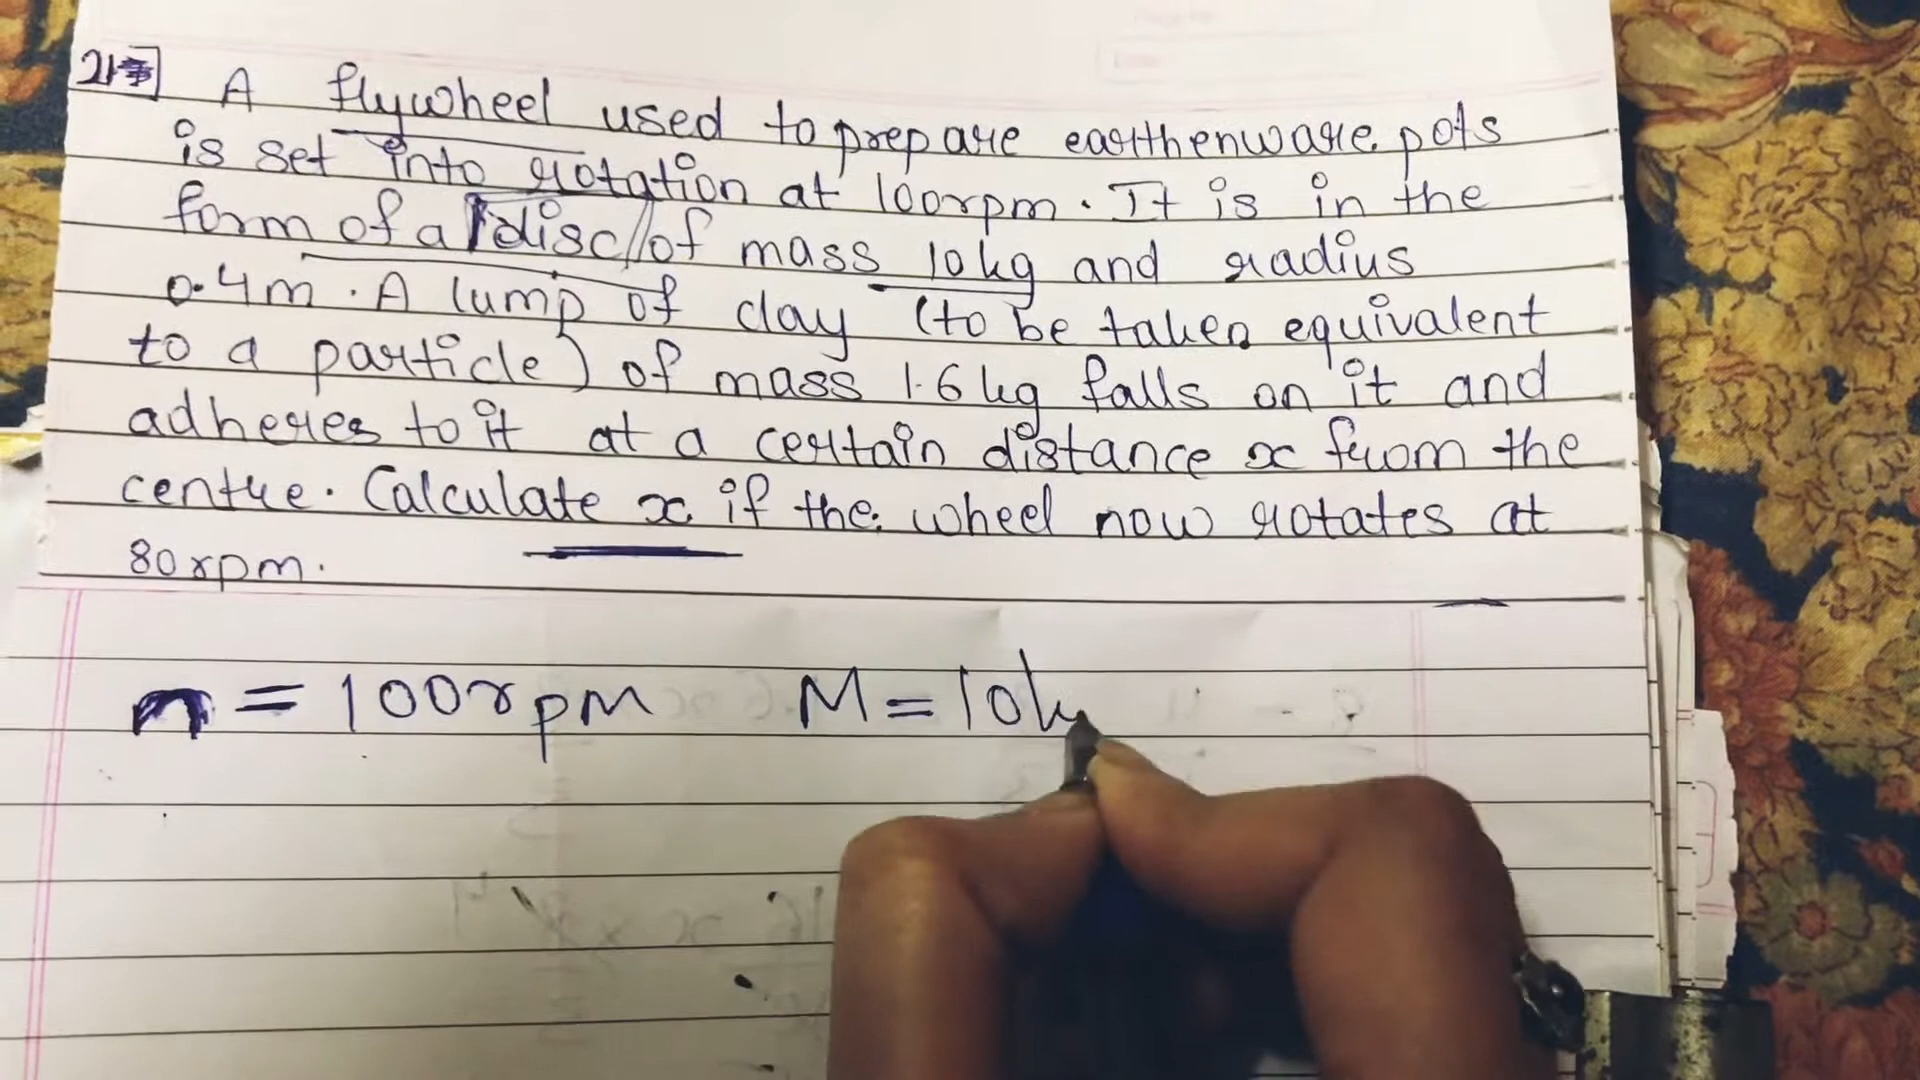 21
A flywheel used to prepare earthenware pots
is set into rotation at 100rpm. It is in the
form of a disc of mass 10kg and radius
0.4m. A lump of clay (to be taken equivalent
to a particle) of mass 1.6kg falls on it and
adheres to it at a certain distance x from the
centre. Calculate x if the wheel now rotates at
80rpm.
n = 100rpm M = 10k